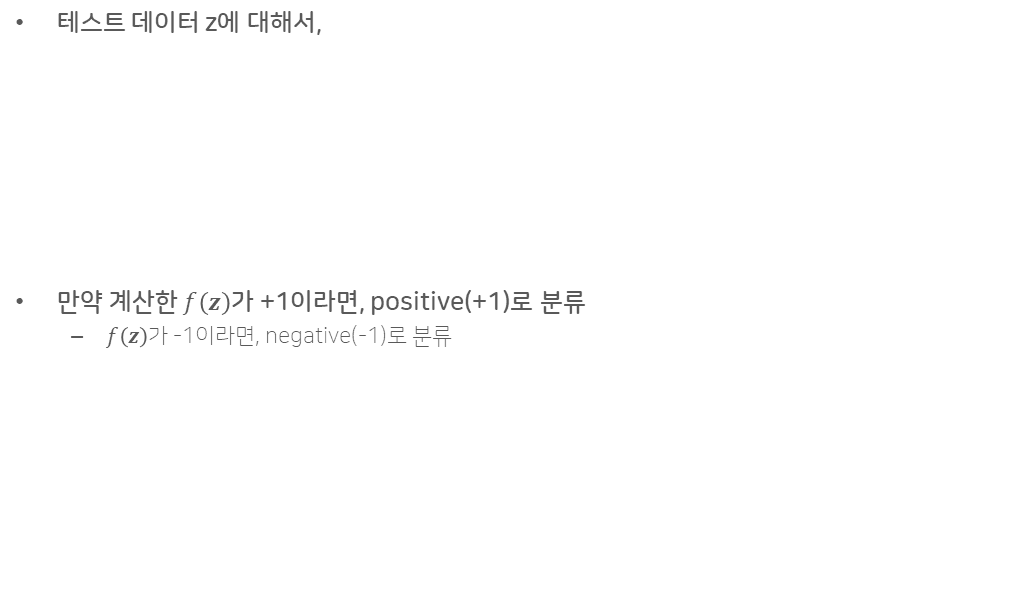 • 테스트 데이터 z에 대해서,
• 만약 계산한 𝑓(𝒛)가 +1이라면, positive(+1)로 분류
– 𝑓(𝒛)가 -1이라면, negative(-1)로 분류